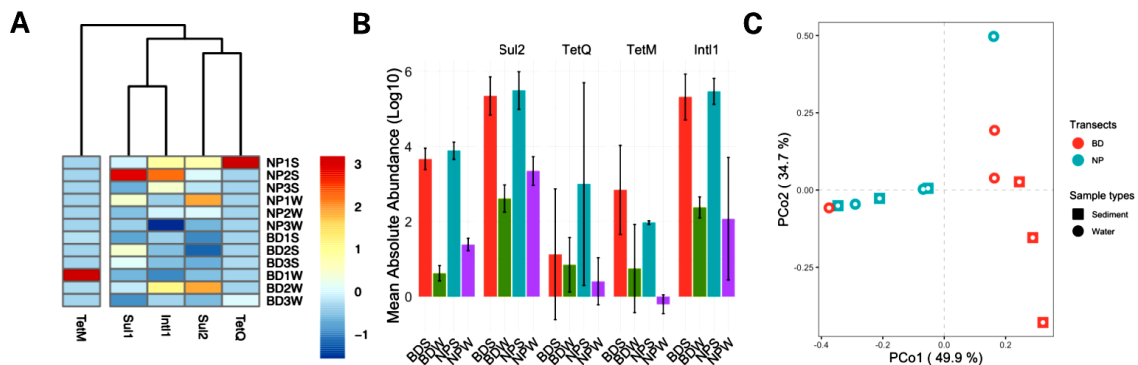 A
NP1S
NP2S
NP3S
NP1W
NP2W
NP3W
BD1S
BD2S
BD3S
BD1W
BD2W
BD3W
TetM
Sul1
Intl1
Sul2
TetQ
3
2
1
0
−1
B
Mean Absolute Abundance (Log10)
6
4
2
0
Sul2
TetQ
TetM
Intl1
BDS
BDW
NPS
NPW
BDS
BDW
NPS
NPW
BDS
BDW
NPS
NPW
BDS
BDW
NPS
NPW
BDS
BDW
NPS
NPW
C
PCo2 ( 34.7 %)
0.50
0.25
0.00
-0.25
-0.4
-0.2
0.0
0.2
PCo1 ( 49.9 %)
Transects
BD
NP
Sample types
Sediment
Water